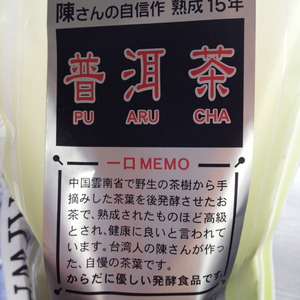 陳さんの自信作 熟成15年
普洱茶
PU ARU CHA
一口MEMO
中国雲南省で野生の茶樹から手
摘みした茶葉を後発酵させたお
茶で、熟成されたものほど高級
とされ、健康に良いと言われて
います。台湾人の陳さんが作っ
た、自慢の茶葉です。
からだに優しい発酵食品です。